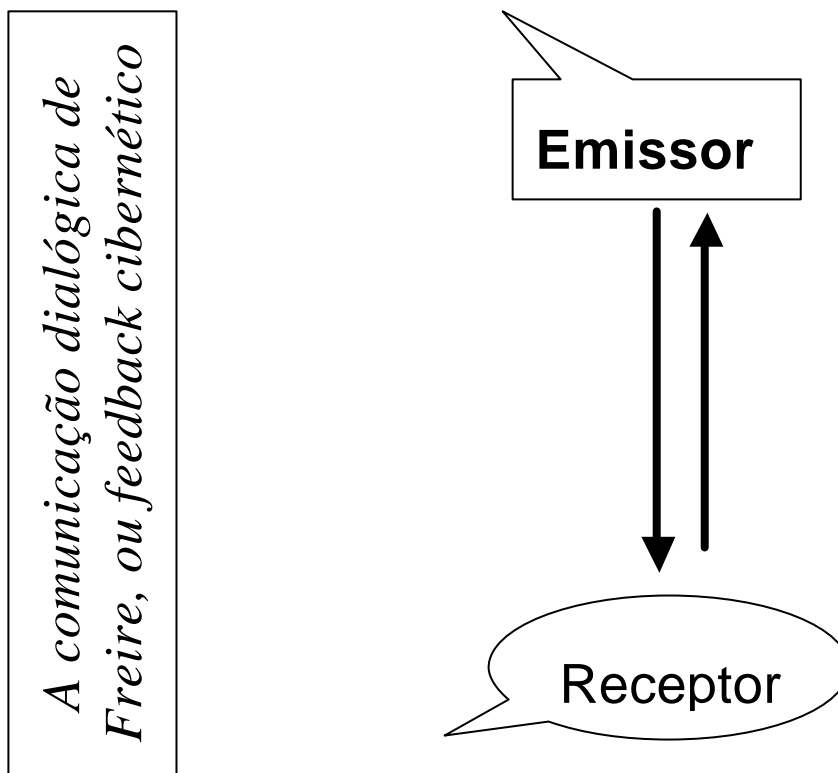 A comunicação dialógica de
Freire, ou feedback cibernético
Emissor
Receptor